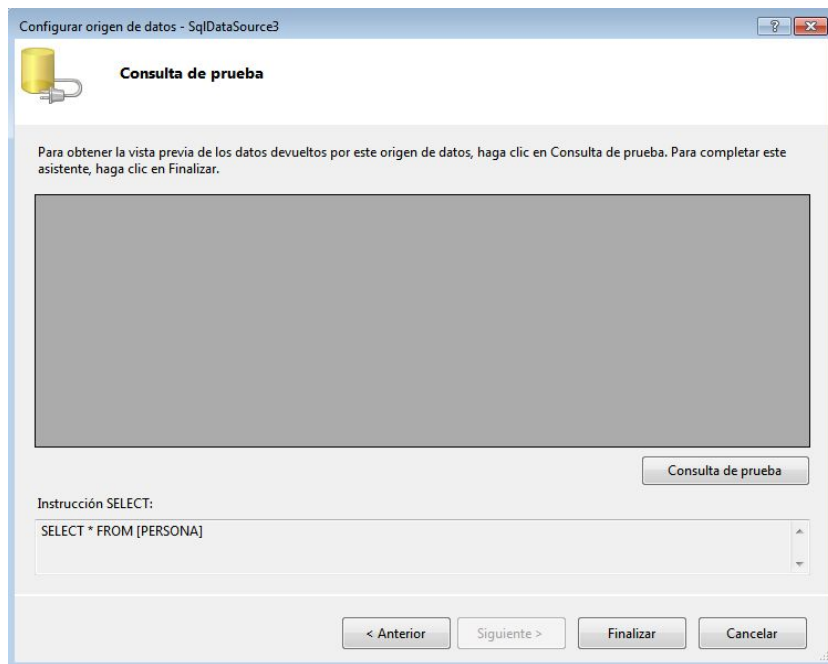 Configurar origen de datos - SqlDataSource3
Consulta de prueba
Para obtener la vista previa de los datos devueltos por este origen de datos, haga clic en Consulta de prueba. Para completar este
asistente, haga clic en Finalizar.
Consulta de prueba
Instrucción SELECT:
SELECT * FROM [PERSONA]
< Anterior
Siguiente >
Finalizar
Cancelar